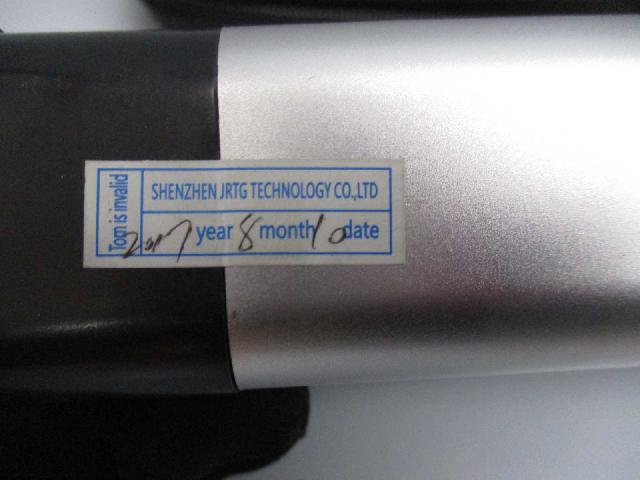 Torn is invalid
SHENZHEN JRTG TECHNOLOGY CO.,LTD
2017 year 8 month 10 date